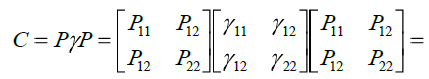 C = PγP = [P₁₁ P₁₂; P₁₂ P₂₂] [γ₁₁ γ₁₂; γ₁₂ γ₂₂] [P₁₁ P₁₂; P₁₂ P₂₂] =